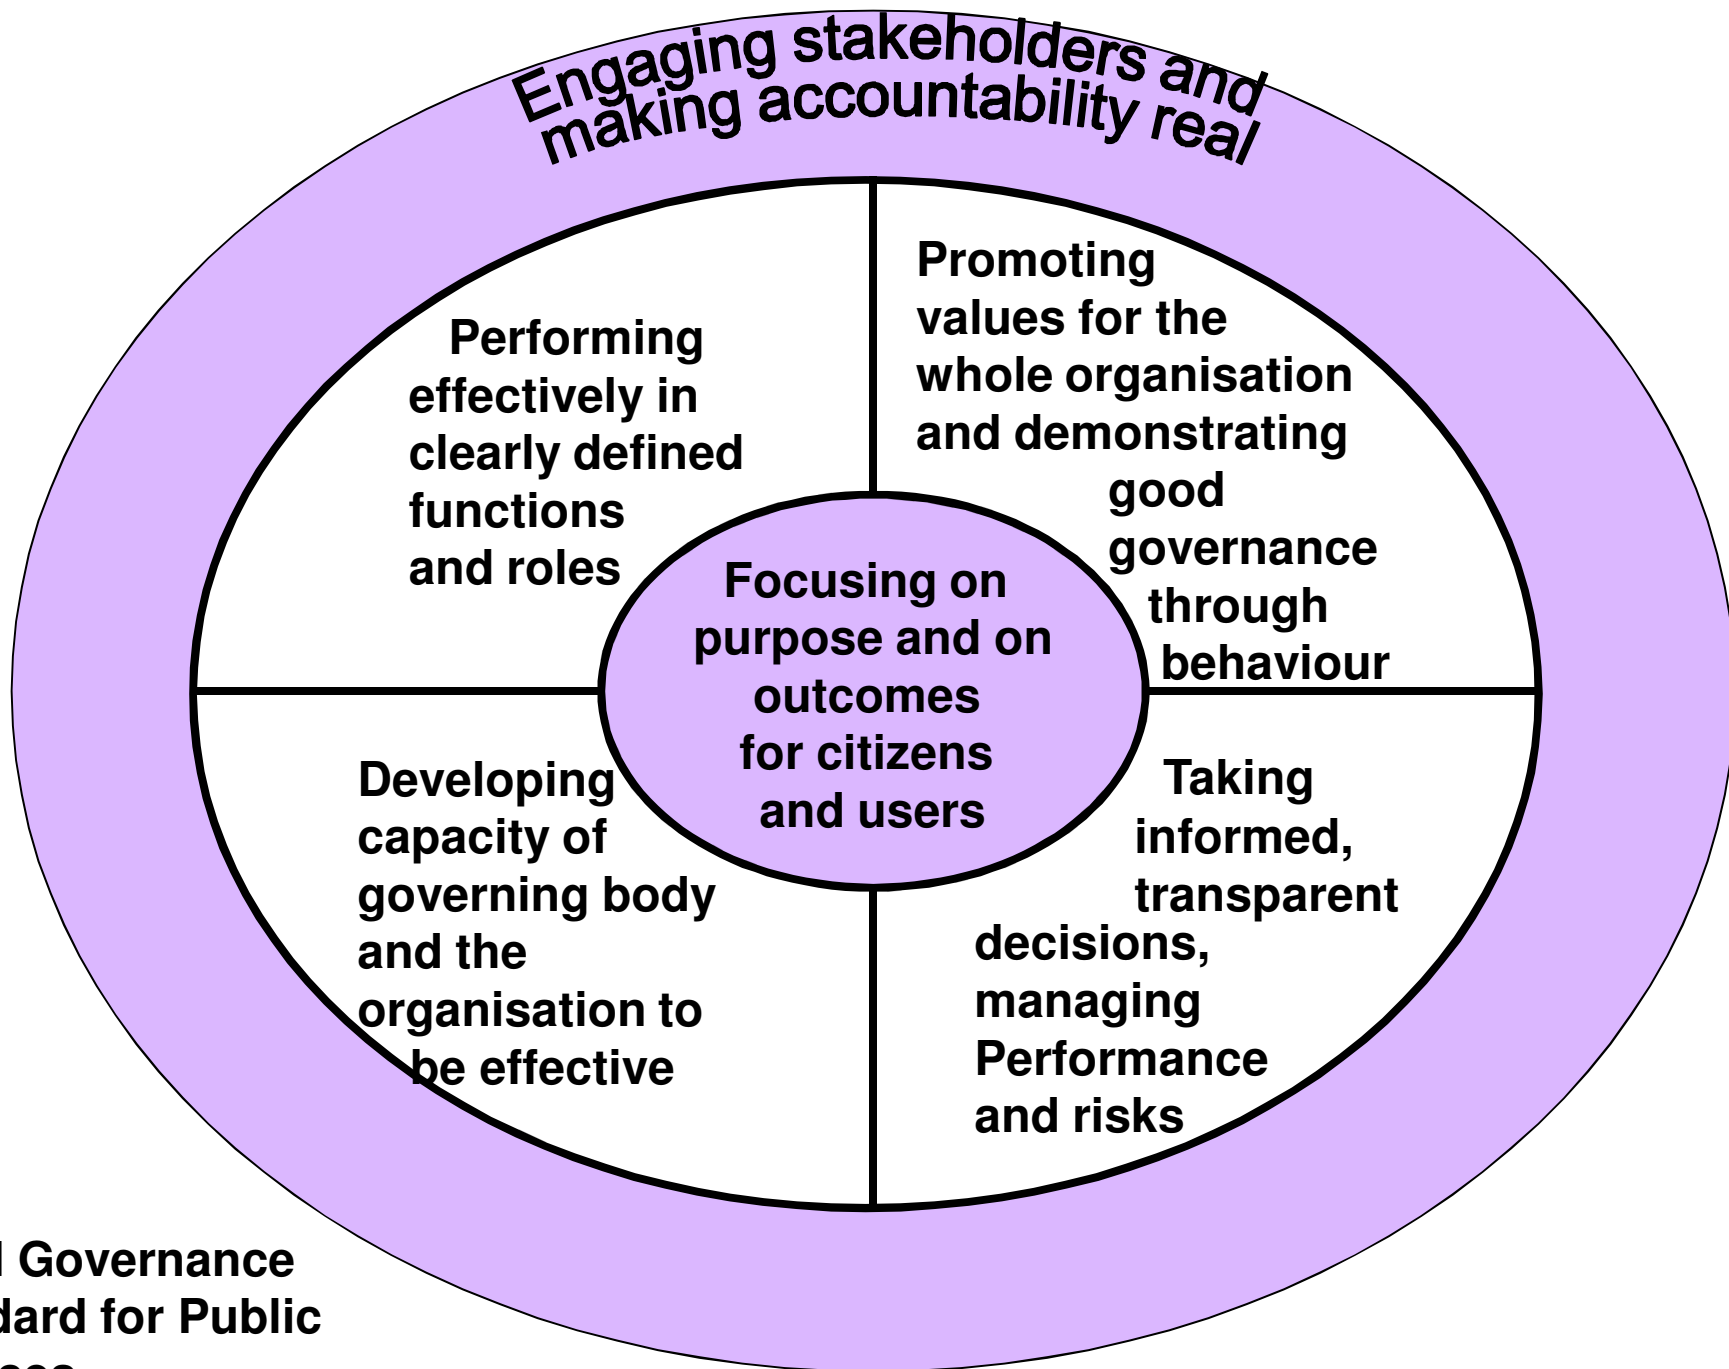 Engaging stakeholders and
making accountability real
Performing
effectively in
clearly defined
functions
and roles
Promoting
values for the
whole organisation
and demonstrating
good
governance
through
behaviour
Focusing on
purpose and on
outcomes
for citizens
and users
Developing
capacity of
governing body
and the
organisation to
be effective
Taking
informed,
transparent
decisions,
managing
Performance
and risks
Governance
for Public